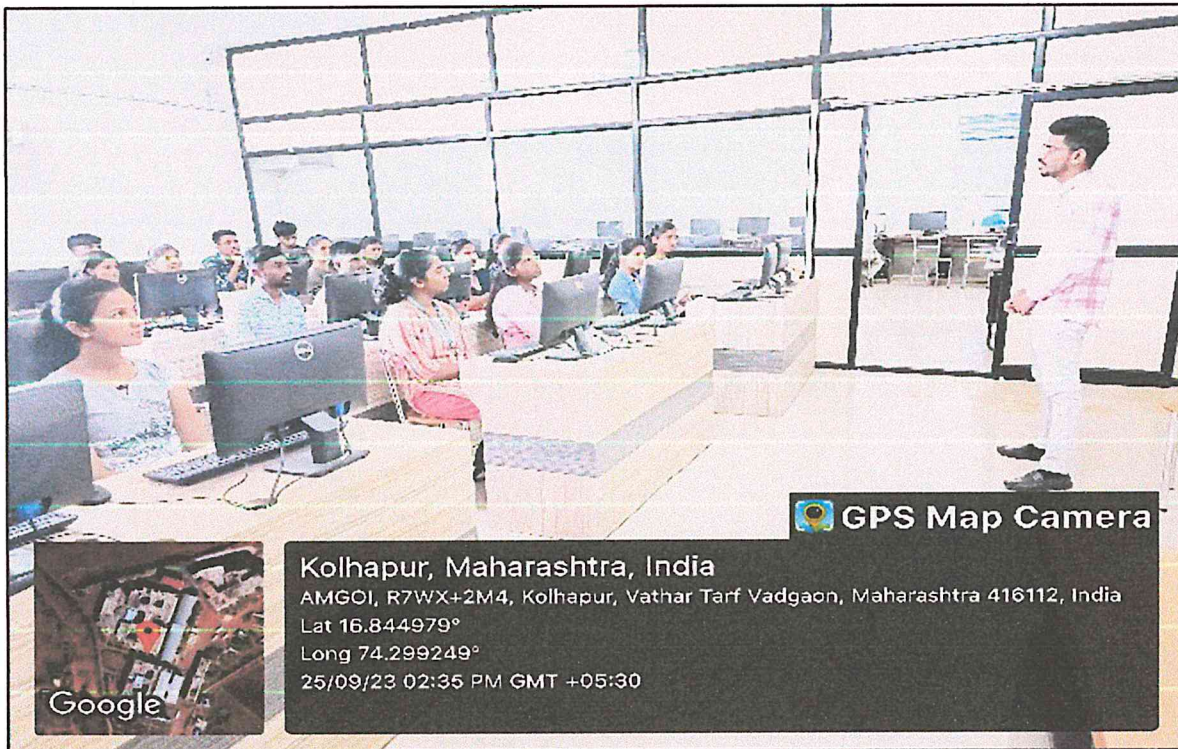 GPS Map Camera
Kolhapur, Maharashtra, India
AMGOI, R7WX+2M4, Kolhapur, Vathar Tarf Vadgaon, Maharashtra 416112, India
Lat 16.844979°
Long 74.299249°
25/09/23 02:35 PM GMT +05:30
Google